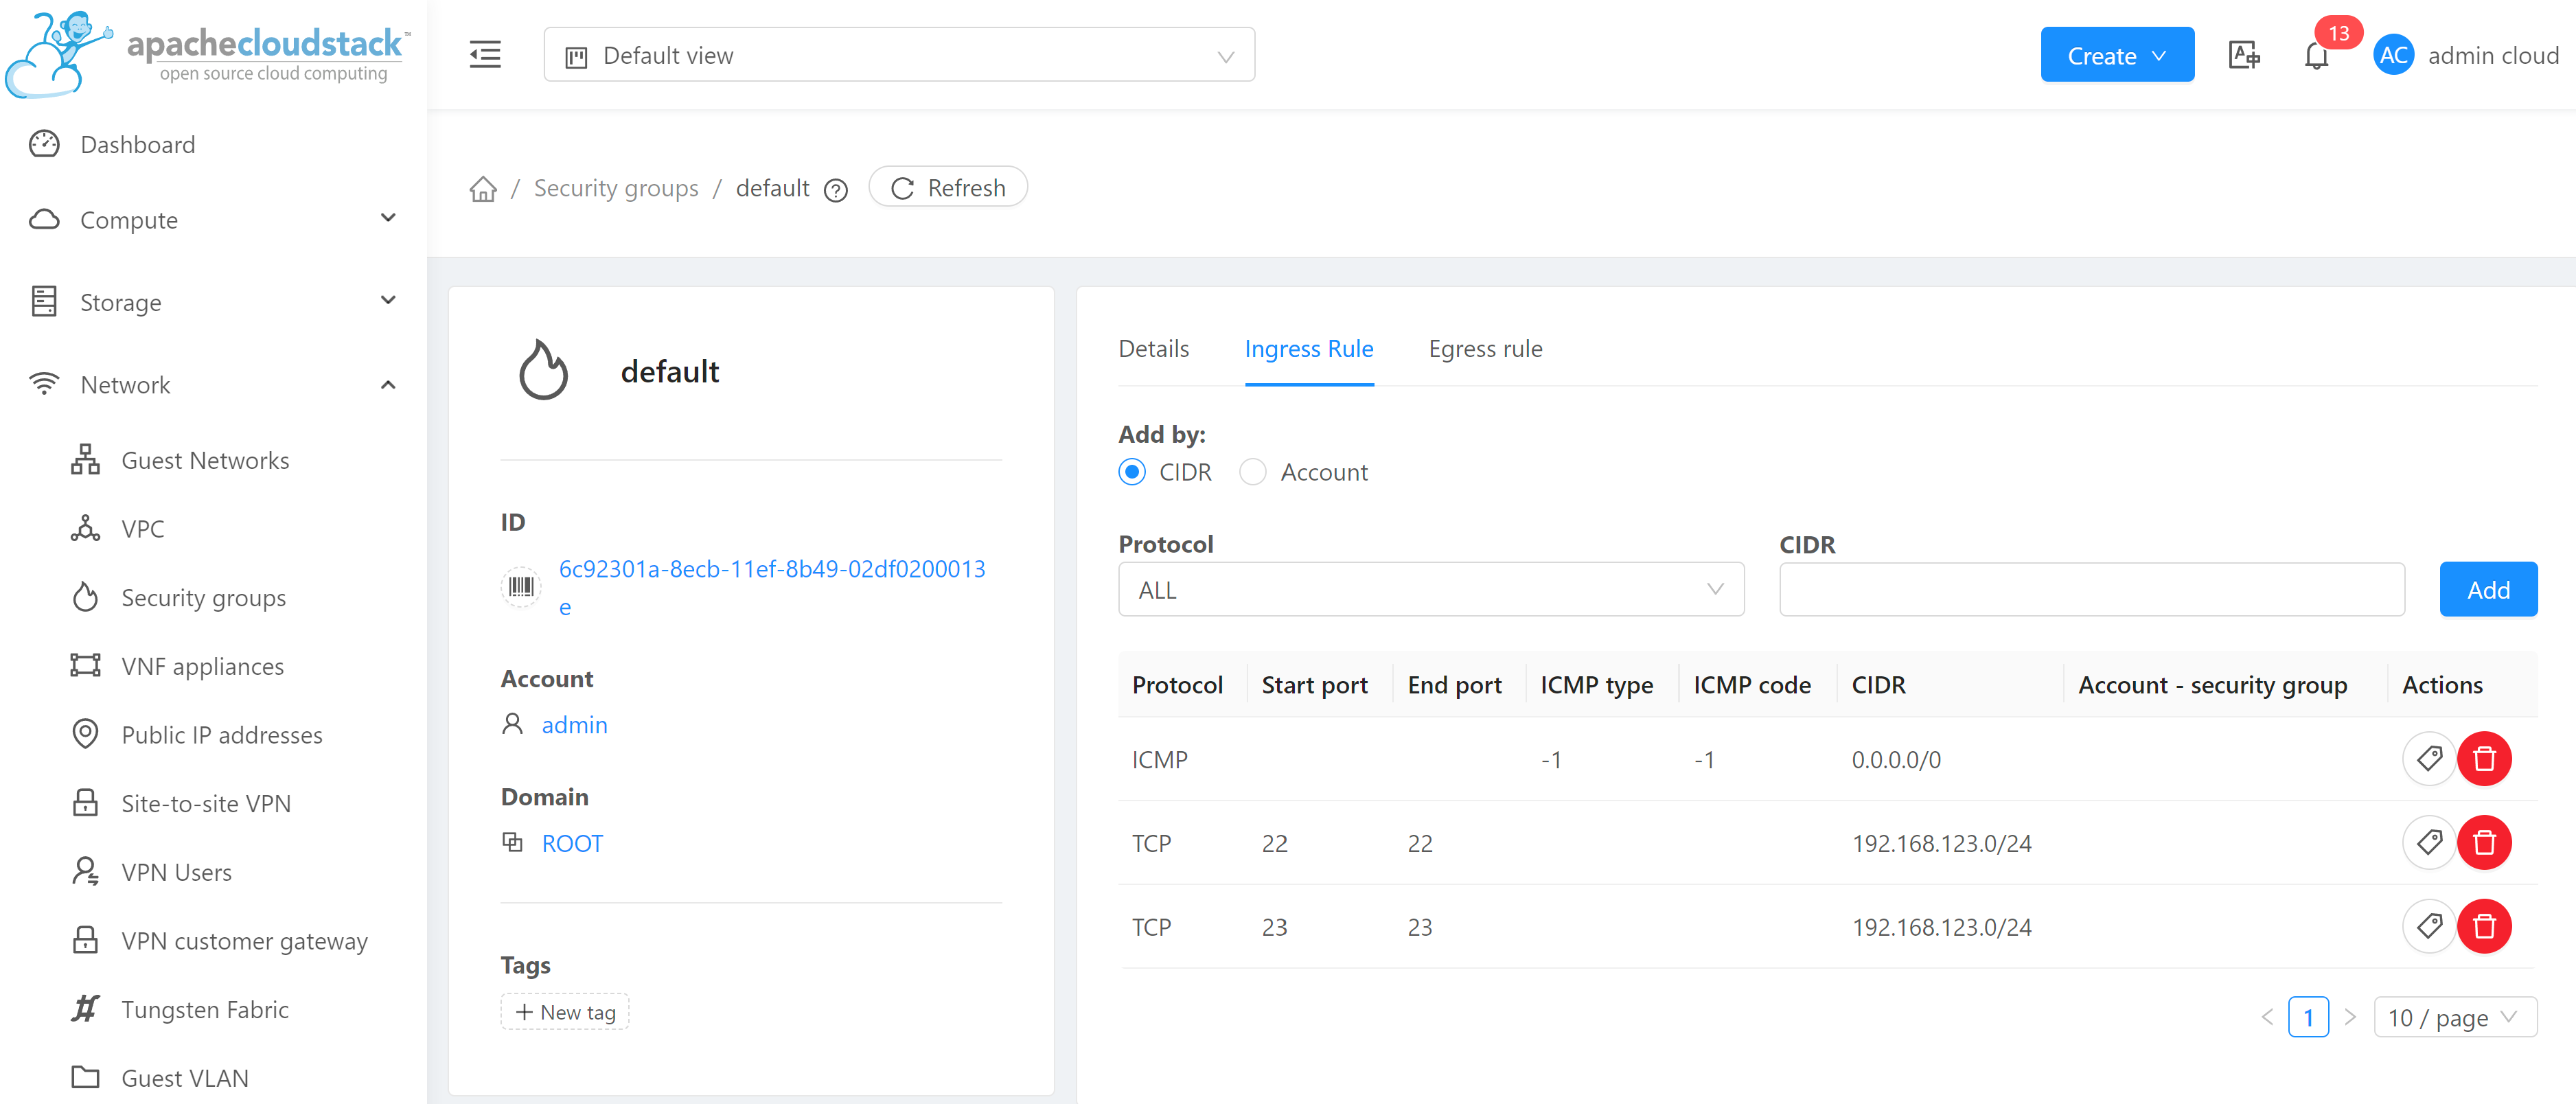 apachecloudstack™
open source cloud computing
Default view
Create
13
AC
admin cloud
Dashboard
Compute
Storage
Network
Guest Networks
VPC
Security groups
VNF appliances
Public IP addresses
Site-to-site VPN
VPN Users
VPN customer gateway
Tungsten Fabric
Guest VLAN
/ Security groups / default
Refresh
default
ID
6c92301a-8ecb-11ef-8b49-02df0200013
e
Account
admin
Domain
ROOT
Tags
+ New tag
Details Ingress Rule Egress rule
Add by:
CIDR Account
Protocol CIDR
ALL
Add
Protocol Start port End port ICMP type ICMP code CIDR Account - security group Actions
ICMP -1 -1 0.0.0.0/0
TCP 22 22 192.168.123.0/24
TCP 23 23 192.168.123.0/24
< 1 > 10 / page